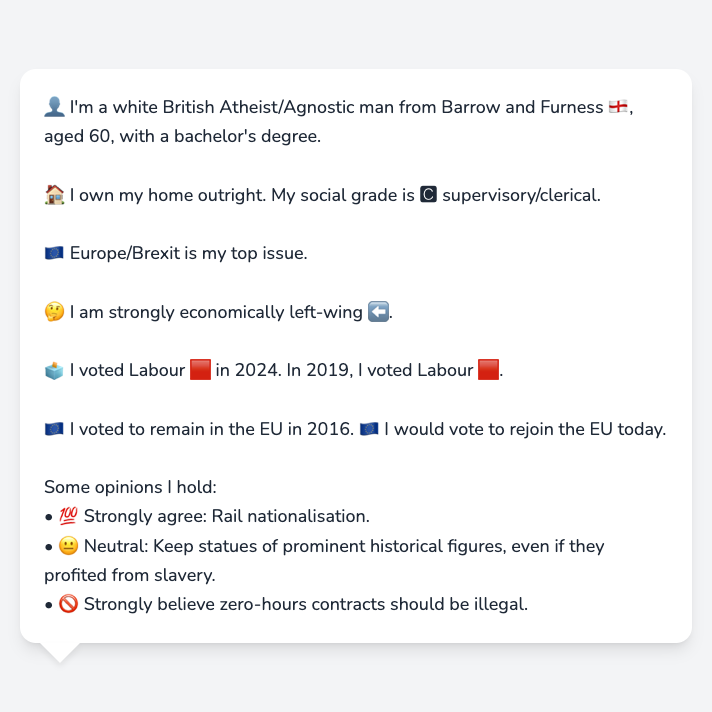 👤 I'm a white British Atheist/Agnostic man from Barrow and Furness 🏴󠁧󠁢󠁥󠁮󠁧󠁿,
aged 60, with a bachelor's degree.
🏠 I own my home outright. My social grade is 🅲 supervisory/clerical.
🇪🇺 Europe/Brexit is my top issue.
🤔 I am strongly economically left-wing ⬅️.
🗳️ I voted Labour 🟥 in 2024. In 2019, I voted Labour 🟥.
🇪🇺 I voted to remain in the EU in 2016. 🇪🇺 I would vote to rejoin the EU today.
Some opinions I hold:
• 💯 Strongly agree: Rail nationalisation.
• 😐 Neutral: Keep statues of prominent historical figures, even if they
profited from slavery.
• 🚫 Strongly believe zero-hours contracts should be illegal.